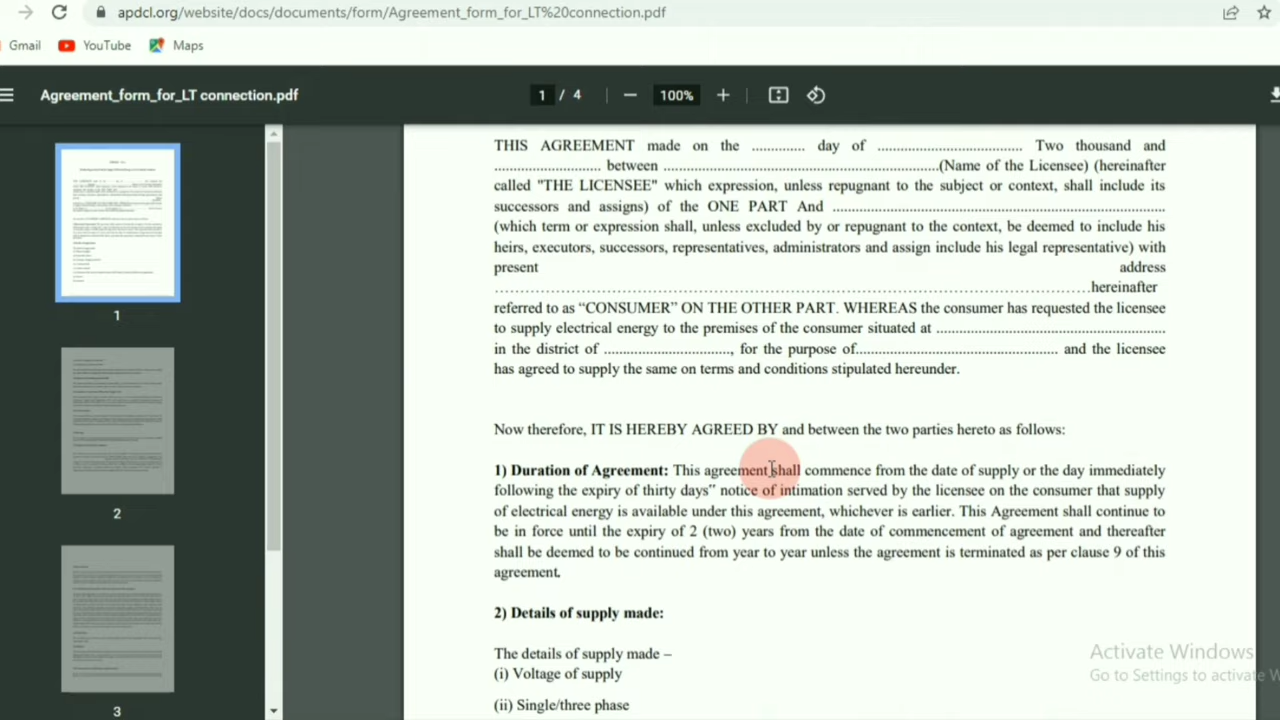 apdcl.org/website/docs/documents/form/Agreement_form_for_LT%20connection.pdf
Gmail YouTube Maps
Agreement_form_for_LT connection.pdf 1 / 4 100%
THIS AGREEMENT made on the ............. day of .................................... Two thousand and
........................... between .....................................................................(Name of the Licensee) (hereinafter
called "THE LICENSEE" which expression, unless repugnant to the subject or context, shall include its
successors and assigns) of the ONE PART And ...................................................................................
(which term or expression shall, unless excluded by or repugnant to the context, be deemed to include his
heirs, executors, successors, representatives, administrators and assign include his legal representative) with
present address
.....................................................................................................hereinafter
referred to as “CONSUMER” ON THE OTHER PART. WHEREAS the consumer has requested the licensee
to supply electrical energy to the premises of the consumer situated at ..........................................................
in the district of ................................, for the purpose of................................................... and the licensee
has agreed to supply the same on terms and conditions stipulated hereunder.
Now therefore, IT IS HEREBY AGREED BY and between the two parties hereto as follows:
1) Duration of Agreement: This agreement shall commence from the date of supply or the day immediately
following the expiry of thirty days” notice of intimation served by the licensee on the consumer that supply
of electrical energy is available under this agreement, whichever is earlier. This Agreement shall continue to
be in force until the expiry of 2 (two) years from the date of commencement of agreement and thereafter
shall be deemed to be continued from year to year unless the agreement is terminated as per clause 9 of this
agreement.
2) Details of supply made:
The details of supply made –
(i) Voltage of supply
(ii) Single/three phase
1
2
3
Activate Windows
Go to Settings to activate W